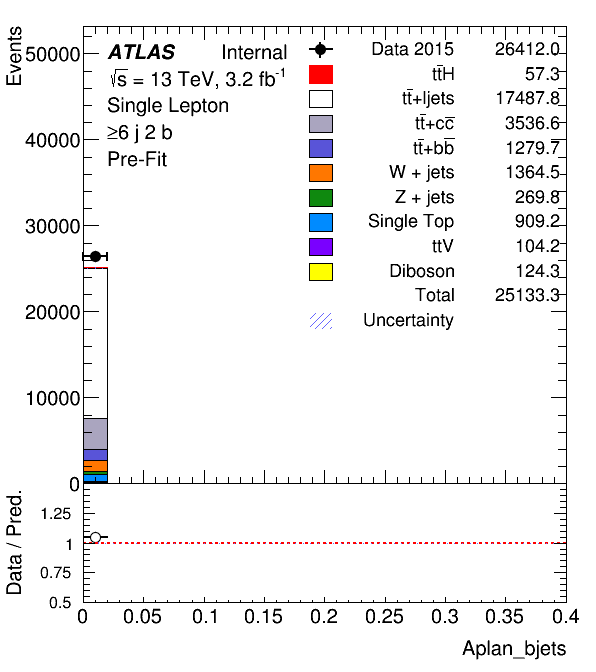 Events
50000
40000
30000
20000
10000
0
ATLAS Internal
√s = 13 TeV, 3.2 fb⁻¹
Single Lepton
≥6 j 2 b
Pre-Fit
Data 2015 26412.0
tt̄H 57.3
tt̄+ljets 17487.8
tt̄+cc̄ 3536.6
tt̄+bb̄ 1279.7
W + jets 1364.5
Z + jets 269.8
Single Top 909.2
ttV 104.2
Diboson 124.3
Total 25133.3
Uncertainty
Data / Pred.
1.25
1
0.75
0.5
0 0.05 0.1 0.15 0.2 0.25 0.3 0.35 0.4
Aplan_bjets